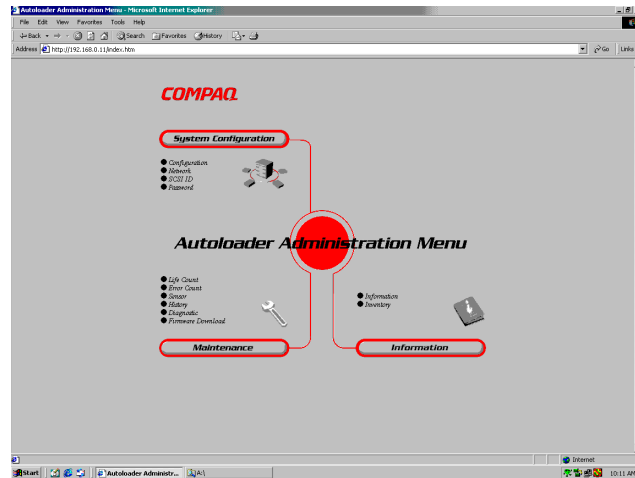 Autoloader Administration Menu - Microsoft Internet Explorer
File Edit View Favorites Tools Help
Back Search Favorites History
Address http://192.168.0.11/index.htm Go Links
COMPAQ
System Configuration
Configuration
Network
SCSI ID
Password
Autoloader Administration Menu
Life Count
Error Count
Sensor
History
Diagnostic
Firmware Download
Information
Inventory
Maintenance
Information
Internet
Start Autoloader Administr... A:\ 10:11 AM